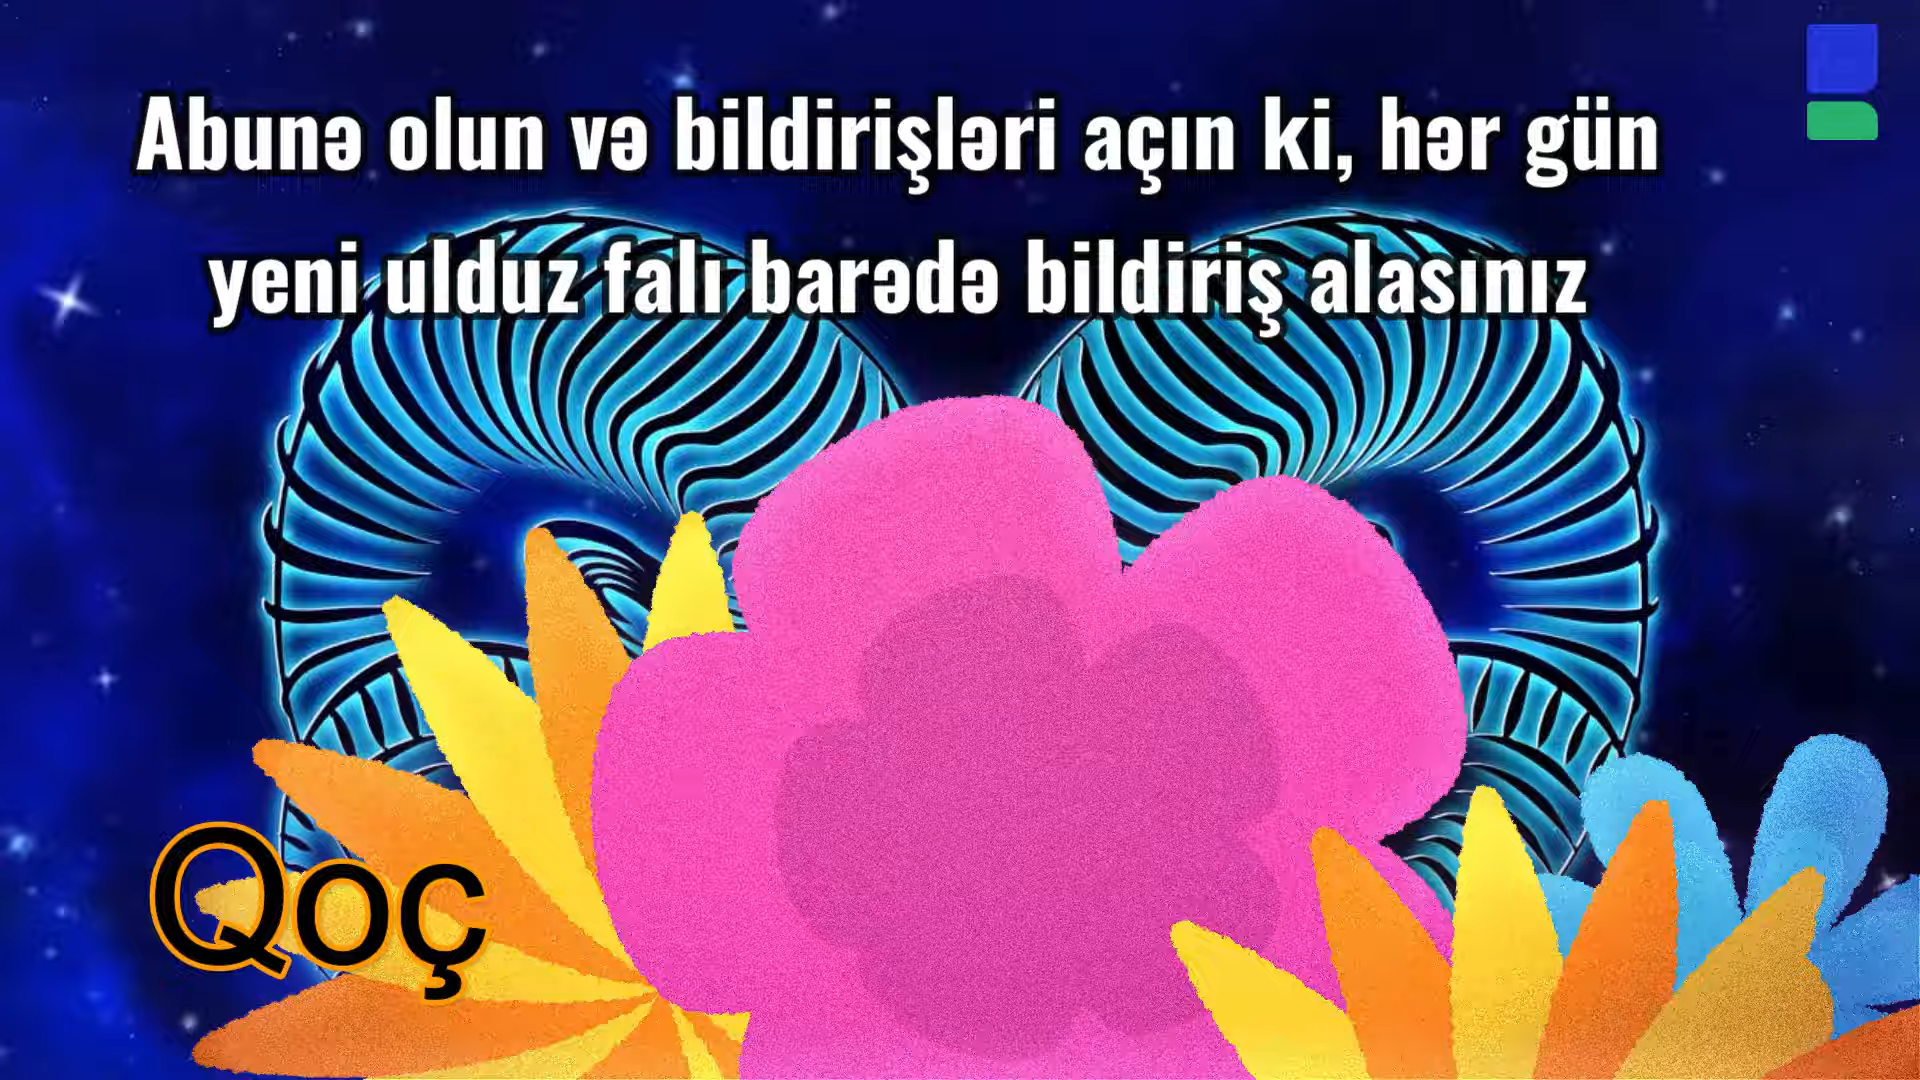 Abunə olun və bildirişləri açın ki, hər gün
yeni ulduz falı barədə bildiriş alasınız
Qoç